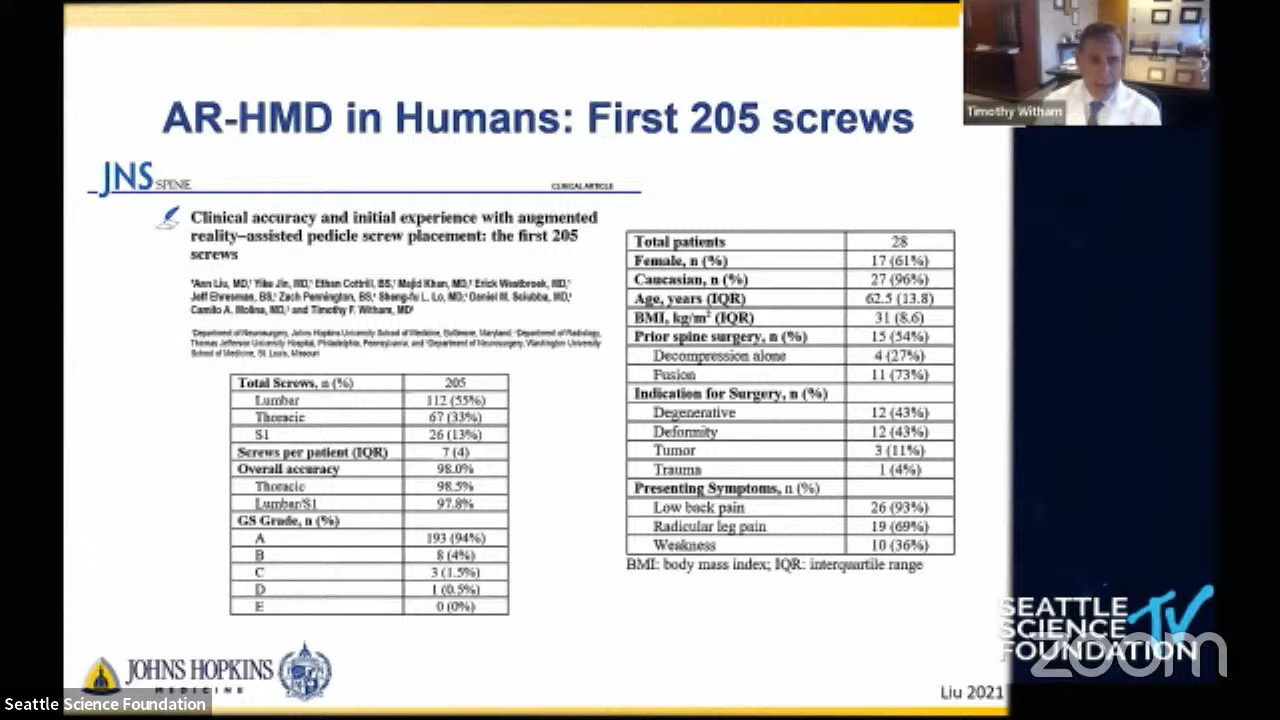 AR-HMD in Humans: First 205 screws
Timothy Witham
JNS SPINE
CLINICAL ARTICLE
Clinical accuracy and initial experience with augmented
reality–assisted pedicle screw placement: the first 205
screws
Ann Liu, MD, Yike Jin, MD, Ethan Cottrill, BS, Majid Khan, MD, Erick Westbroek, MD,
Jeff Ehresman, BS, Zach Pennington, BS, Sheng-fu L. Lo, MD, Daniel M. Sciubba, MD,
Camilo A. Molina, MD, and Timothy F. Witham, MD
Department of Neurosurgery, Johns Hopkins University School of Medicine, Baltimore, Maryland; Department of Radiology,
Thomas Jefferson University Hospital, Philadelphia, Pennsylvania; and Department of Neurosurgery, Washington University
School of Medicine, St. Louis, Missouri
Total Screws, n (%) 205
Lumbar 112 (55%)
Thoracic 67 (33%)
S1 26 (13%)
Screws per patient (IQR) 7 (4)
Overall accuracy 98.0%
Thoracic 98.5%
Lumbar/S1 97.8%
GS Grade, n (%)
A 193 (94%)
B 8 (4%)
C 3 (1.5%)
D 1 (0.5%)
E 0 (0%)
Total patients 28
Female, n (%) 17 (61%)
Caucasian, n (%) 27 (96%)
Age, years (IQR) 62.5 (13.8)
BMI, kg/m² (IQR) 31 (8.6)
Prior spine surgery, n (%) 15 (54%)
Decompression alone 4 (27%)
Fusion 11 (73%)
Indication for Surgery, n (%)
Degenerative 12 (43%)
Deformity 12 (43%)
Tumor 3 (11%)
Trauma 1 (4%)
Presenting Symptoms, n (%)
Low back pain 26 (93%)
Radicular leg pain 19 (69%)
Weakness 10 (36%)
BMI: body mass index; IQR: interquartile range
JOHNS HOPKINS
MEDICINE
Liu 2021
SEATTLE
SCIENCE
FOUNDATION
TV
zoom
Seattle Science Foundation